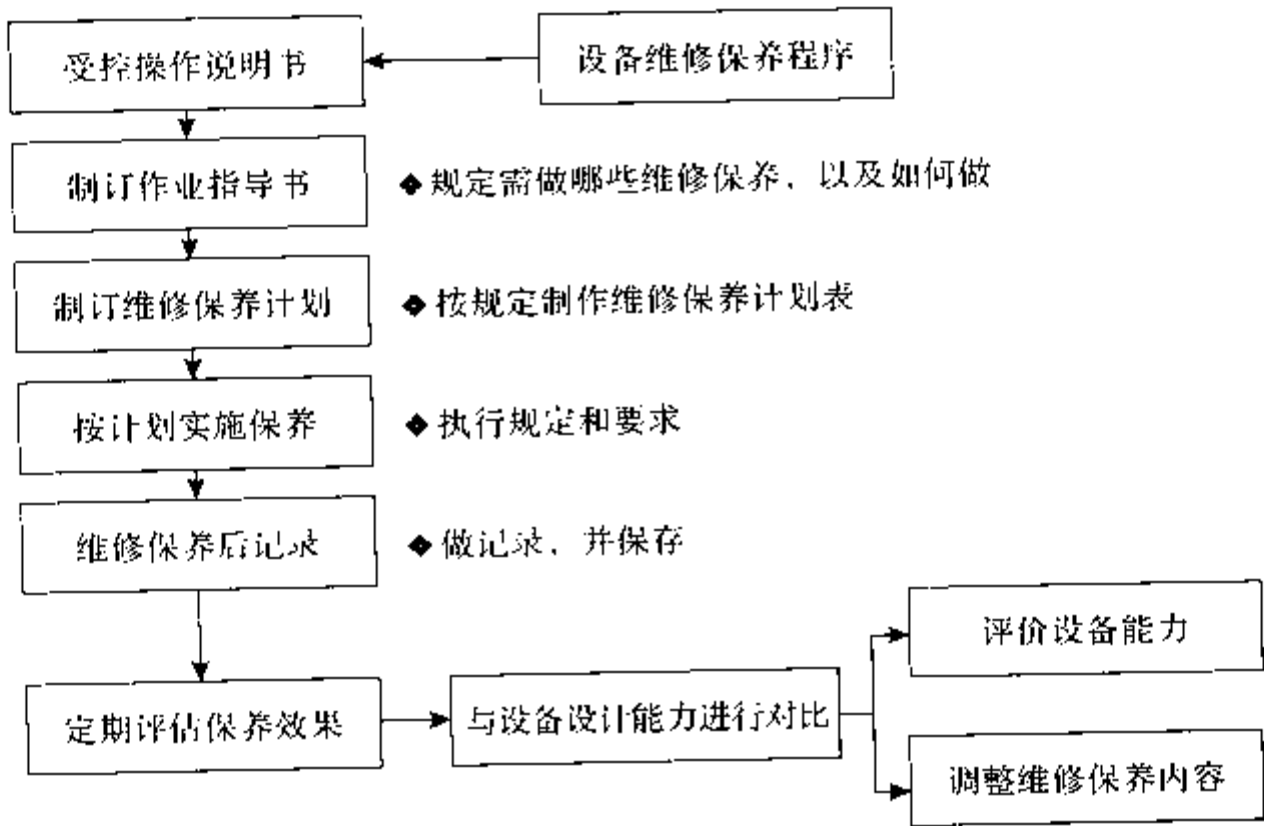 受控操作说明书
设备维修保养程序
制订作业指导书
◆规定需做哪些维修保养，以及如何做
制订维修保养计划
◆按规定制作维修保养计划表
按计划实施保养
◆执行规定和要求
维修保养后记录
◆做记录，并保存
评价设备能力
定期评估保养效果
与设备设计能力进行对比
调整维修保养内容